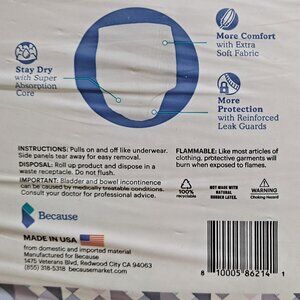 More Comfort
with Extra
Soft Fabric
Stay Dry
with Super
Absorption
Core
More
Protection
with Reinforced
Leak Guards
INSTRUCTIONS: Pulls on and off like underwear.
Side panels tear away for easy removal.
DISPOSAL: Roll up product and dispose in a
waste receptacle. Do not flush.
IMPORTANT: Bladder and bowel incontinence
can be caused by medically treatable conditions.
Consult your doctor for professional advice.
FLAMMABLE: Like most articles of
clothing, protective garments will
burn when exposed to flames.
100%
recyclable
NOT MADE WITH
NATURAL
RUBBER LATEX.
WARNING
Choking Hazard
Because
MADE IN USA
from domestic and imported material
Manufactured for Because
1475 Veterans Blvd, Redwood City CA 94063
(855) 318-5318 becausemarket.com
8 10005 86214 1